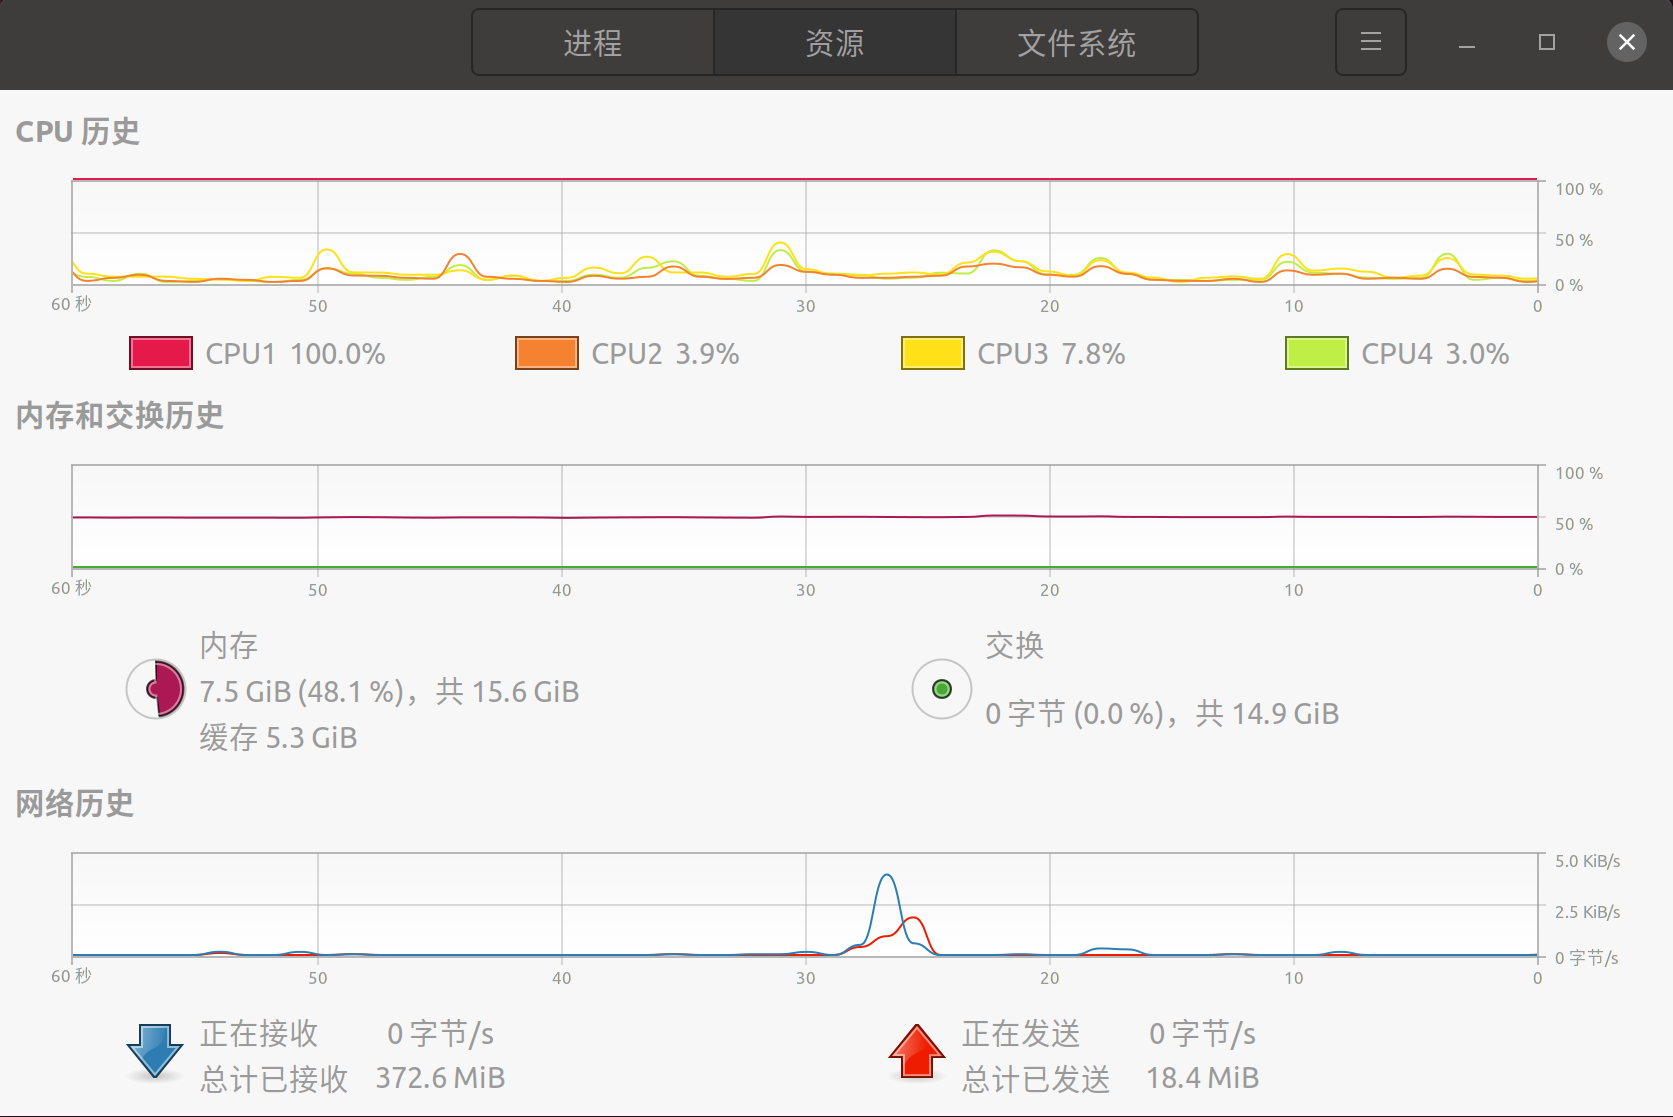 进程 资源 文件系统
CPU 历史
100 %
50 %
0 %
60 秒 50 40 30 20 10 0
CPU1 100.0% CPU2 3.9% CPU3 7.8% CPU4 3.0%
内存和交换历史
100 %
50 %
0 %
60 秒 50 40 30 20 10 0
内存
7.5 GiB (48.1 %)，共 15.6 GiB
缓存 5.3 GiB
交换
0 字节 (0.0 %)，共 14.9 GiB
网络历史
5.0 KiB/s
2.5 KiB/s
0 字节/s
60 秒 50 40 30 20 10 0
正在接收 0 字节/s
总计已接收 372.6 MiB
正在发送 0 字节/s
总计已发送 18.4 MiB